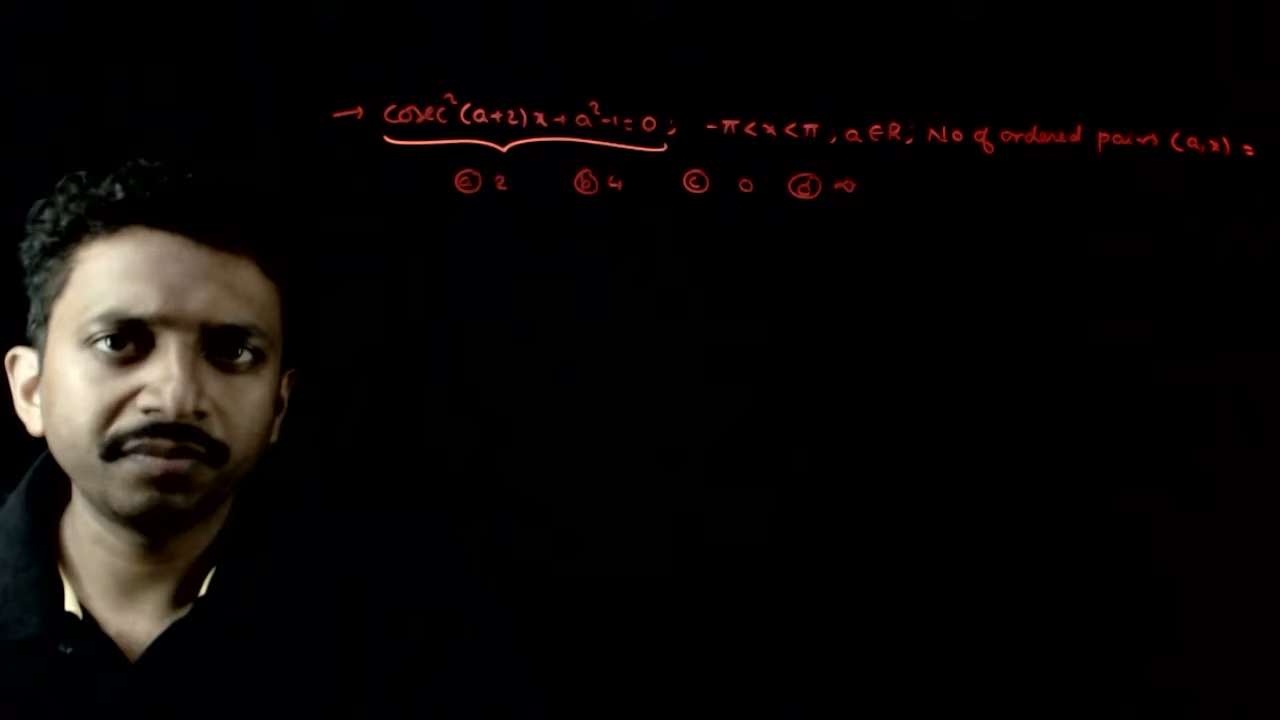 → cosec²(a+2)x + a²-1 = 0 ; -π < x < π , a ∈ R ; No of ordered pairs (a,x) =
ⓐ 2 ⓑ 4 ⓒ 0 ⓓ ∞